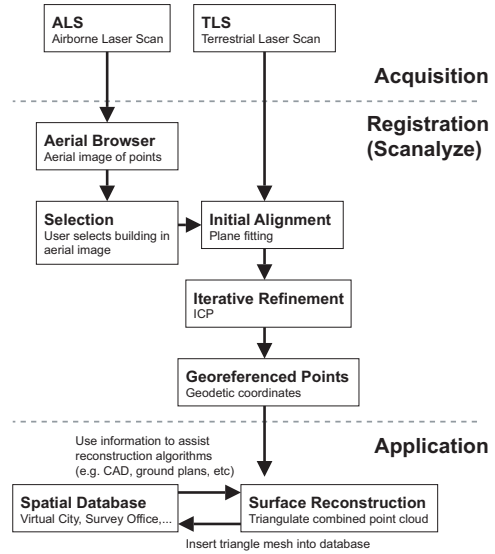 ALS
Airborne Laser Scan
TLS
Terrestrial Laser Scan
Acquisition
Registration
(Scanalyze)
Aerial Browser
Aerial image of points
Selection
User selects building in
aerial image
Initial Alignment
Plane fitting
Iterative Refinement
ICP
Georeferenced Points
Geodetic coordinates
Application
Use information to assist
reconstruction algorithms
(e.g. CAD, ground plans, etc)
Spatial Database
Virtual City, Survey Office,...
Surface Reconstruction
Triangulate combined point cloud
Insert triangle mesh into database